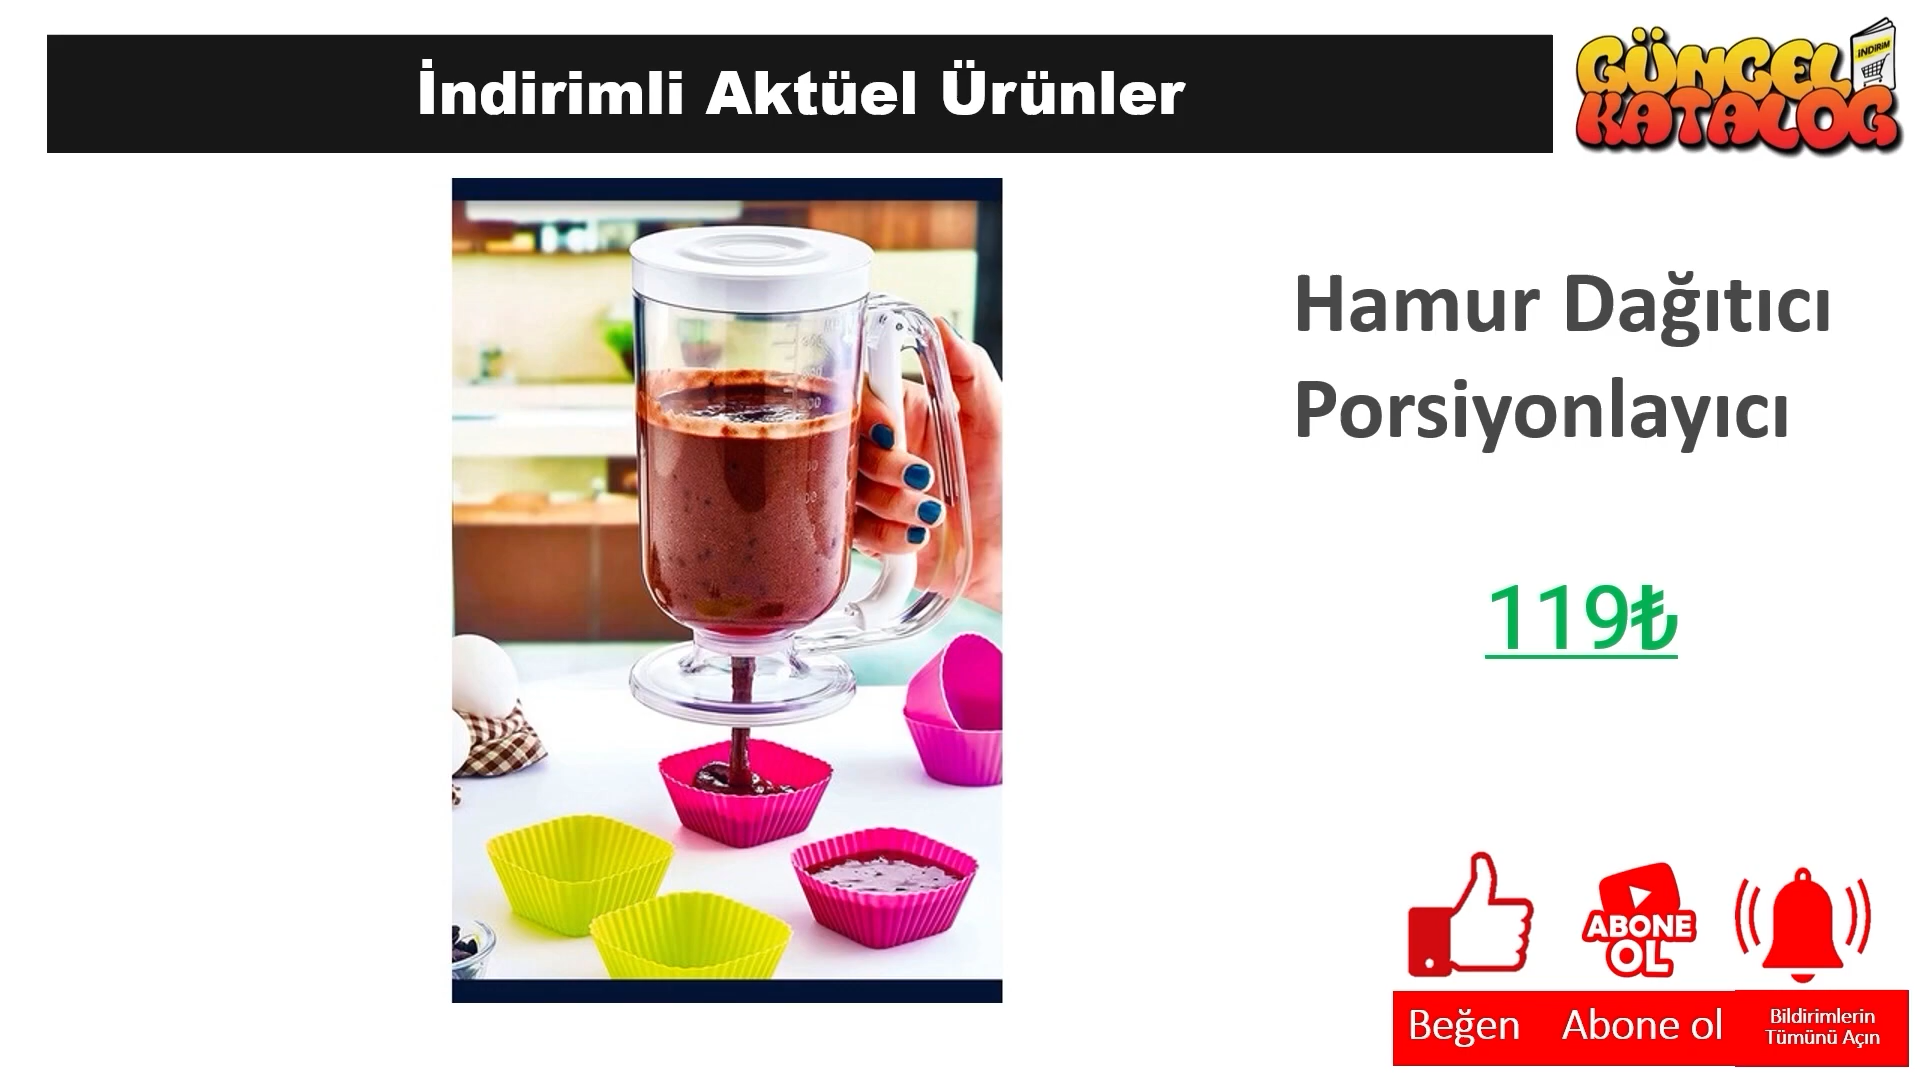 İndirimli Aktüel Ürünler
GÜNCEL
İNDİRİM
KATALOG
Hamur Dağıtıcı
Porsiyonlayıcı
119₺
ABONE
OL
Beğen
Abone ol
Bildirimlerin
Tümünü Açın